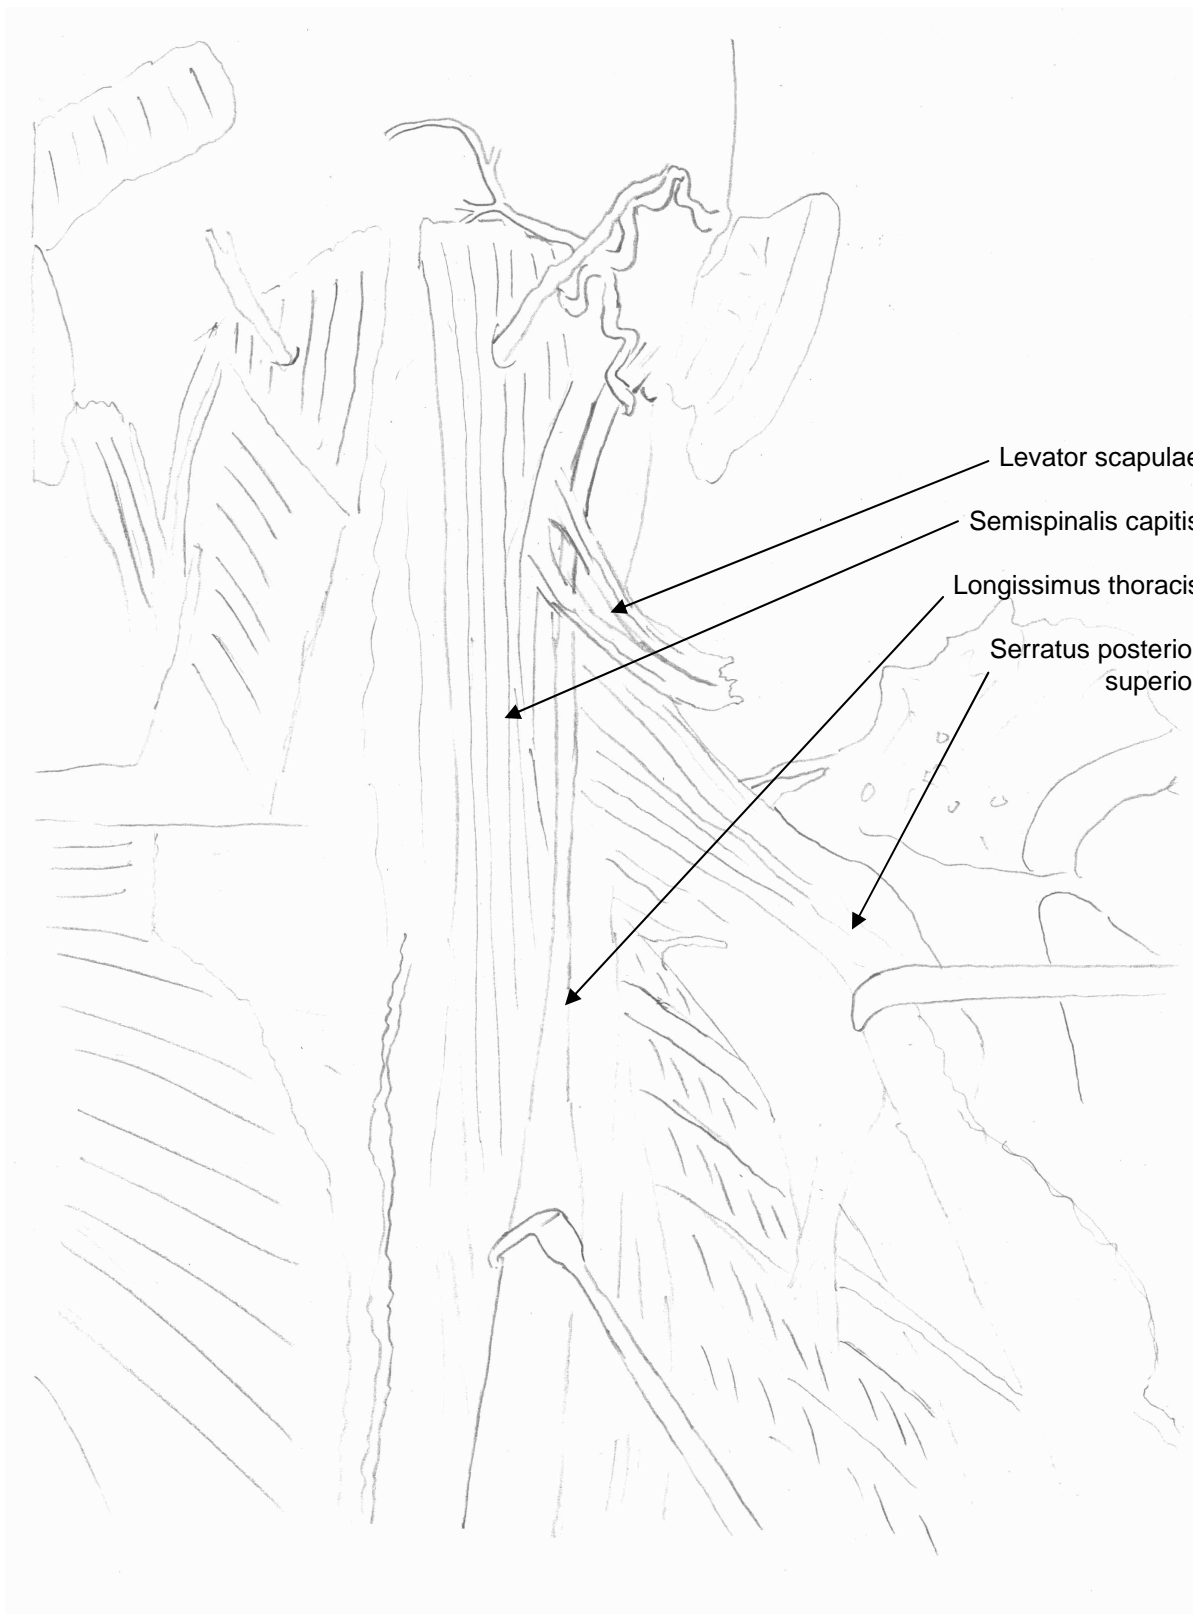 Levator scapulae
Semispinalis capitis
Longissimus thoracis
Serratus posterio
superio